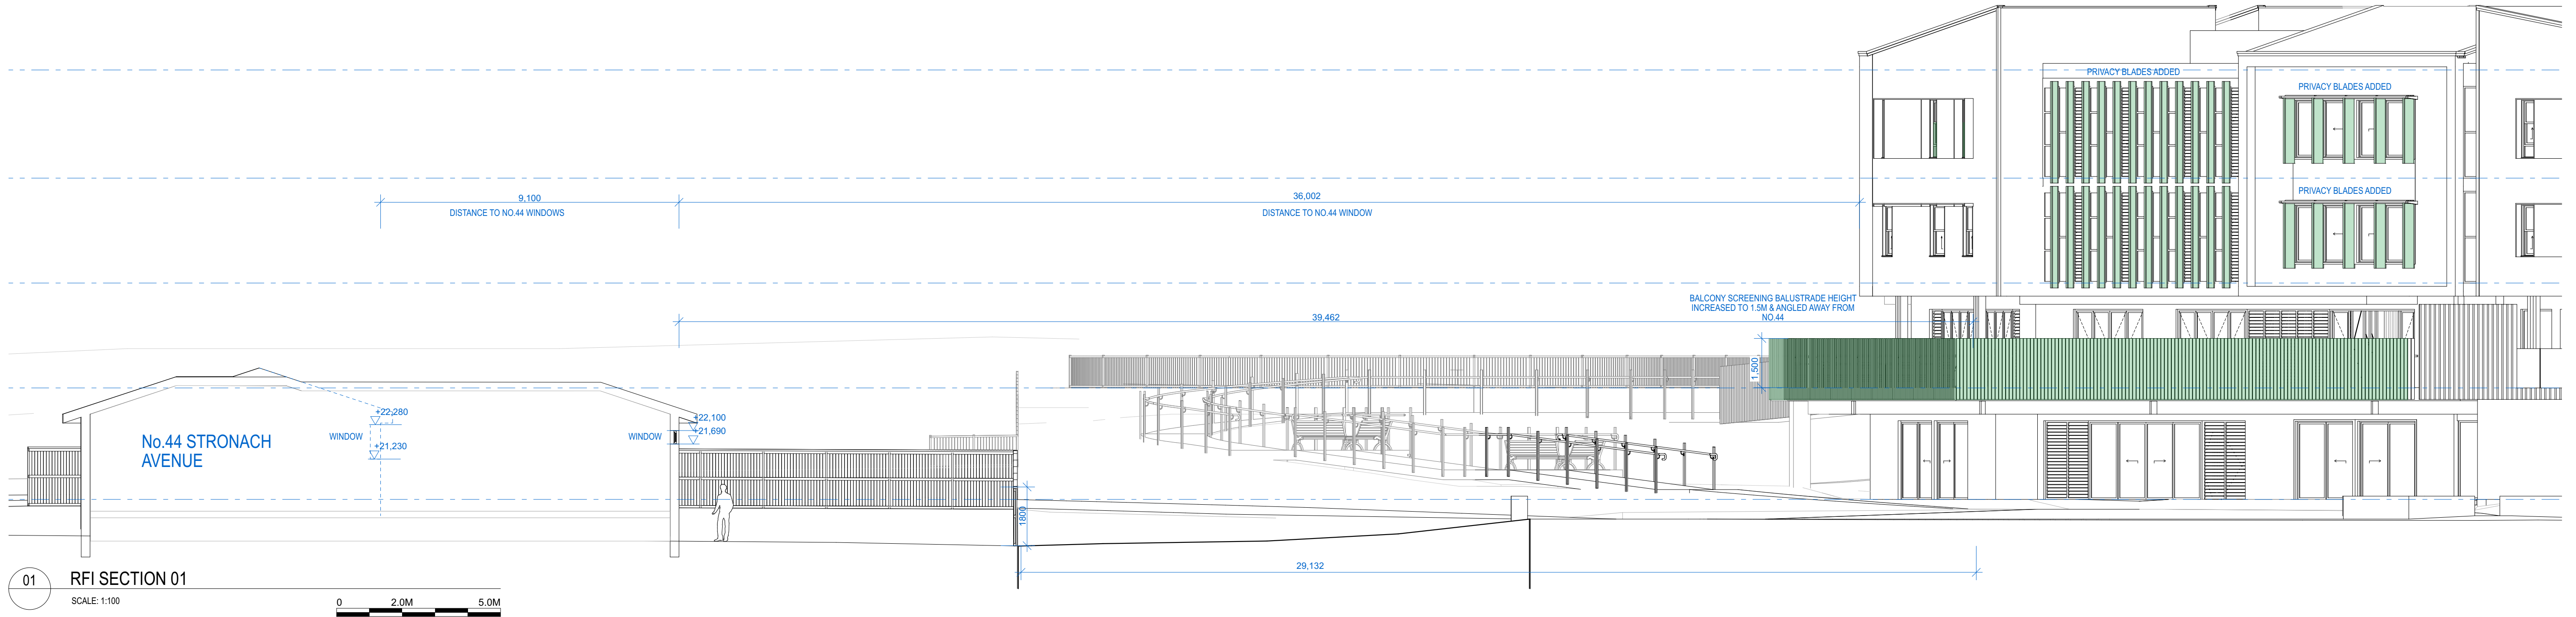 PRIVACY BLADES ADDED
PRIVACY BLADES ADDED
PRIVACY BLADES ADDED
9,100
DISTANCE TO NO.44 WINDOWS
36,002
DISTANCE TO NO.44 WINDOW
BALCONY SCREENING BALUSTRADE HEIGHT
INCREASED TO 1.5M & ANGLED AWAY FROM
NO.44
39,462
1,500
+22,280
WINDOW
+21,230
No.44 STRONACH
AVENUE
WINDOW
+22,100
+21,690
1800
29,132
01
RFI SECTION 01
SCALE: 1:100
0
2.0M
5.0M